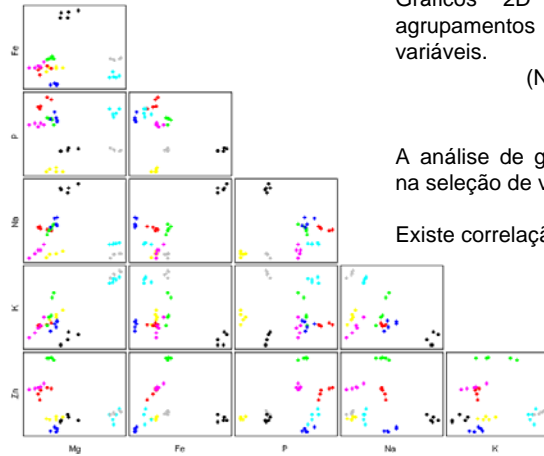 Gráficos 2D
agrupamentos
variáveis.
(N
A análise de g
na seleção de v
Existe correlaçã
Fe
P
Na
K
Zn
Mg
Fe
P
Na
K